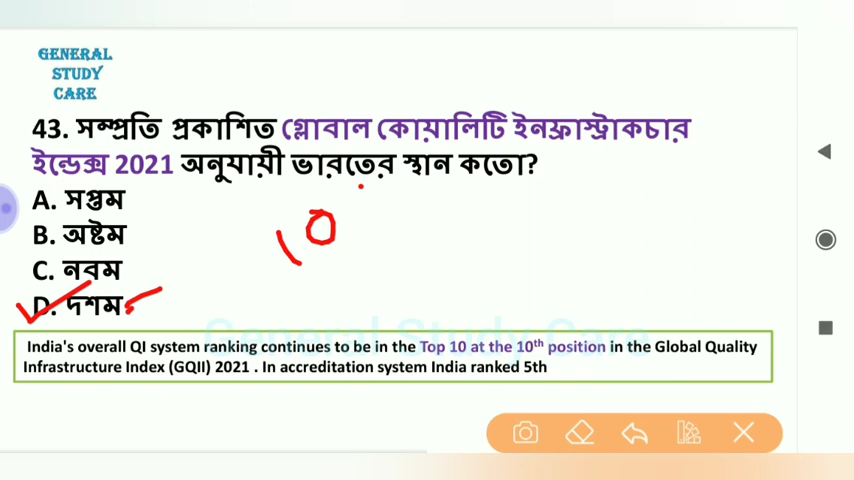 GENERAL
STUDY
CARE
43. সম্প্রতি প্রকাশিত গ্লোবাল কোয়ালিটি ইনফ্রাস্ট্রাকচার
ইন্ডেক্স 2021 অনুযায়ী ভারতের স্থান কতো?
A. সপ্তম
B. অষ্টম
C. নবম
10
D. দশম
General Study Care
India's overall QI system ranking continues to be in the Top 10 at the 10th position in the Global Quality
Infrastructure Index (GQII) 2021 . In accreditation system India ranked 5th